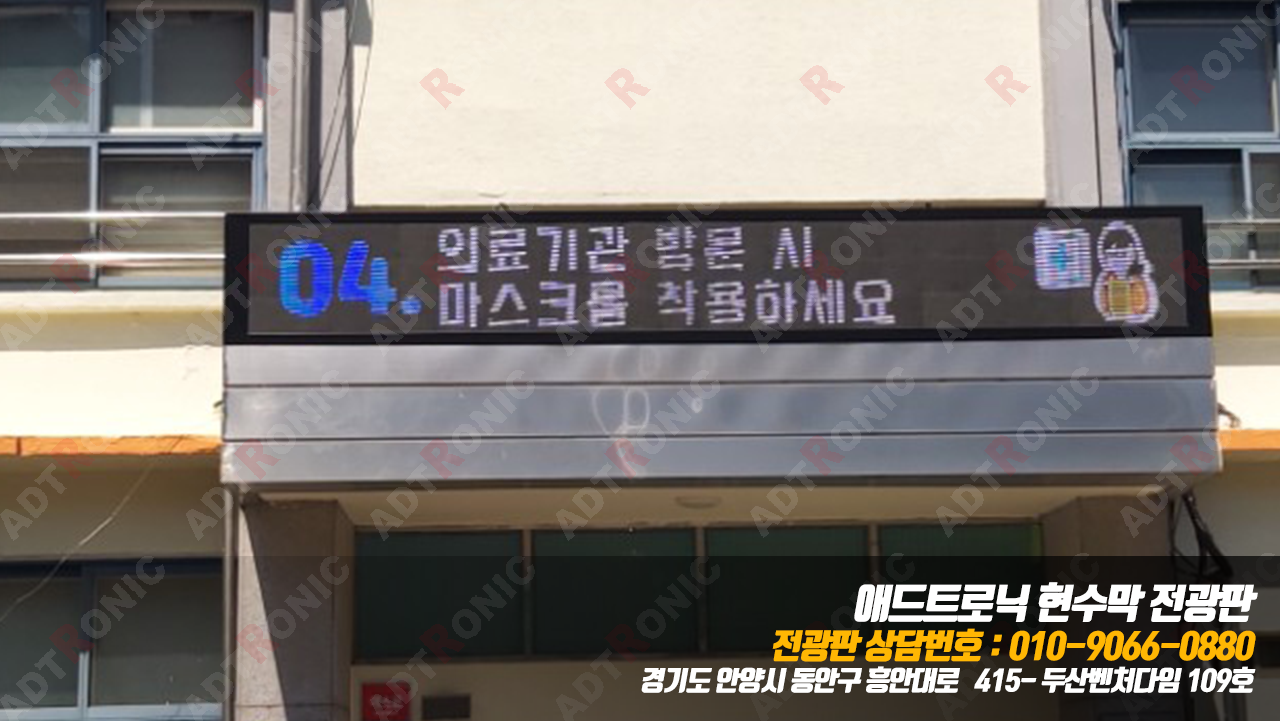 04.
의료기관 방문 시
마스크를 착용하세요
애드트로닉 현수막 전광판
전광판 상담번호 : 010-9066-0880
경기도 안양시 동안구 흥안대로 415- 두산벤처다임 109호
ADTRONIC